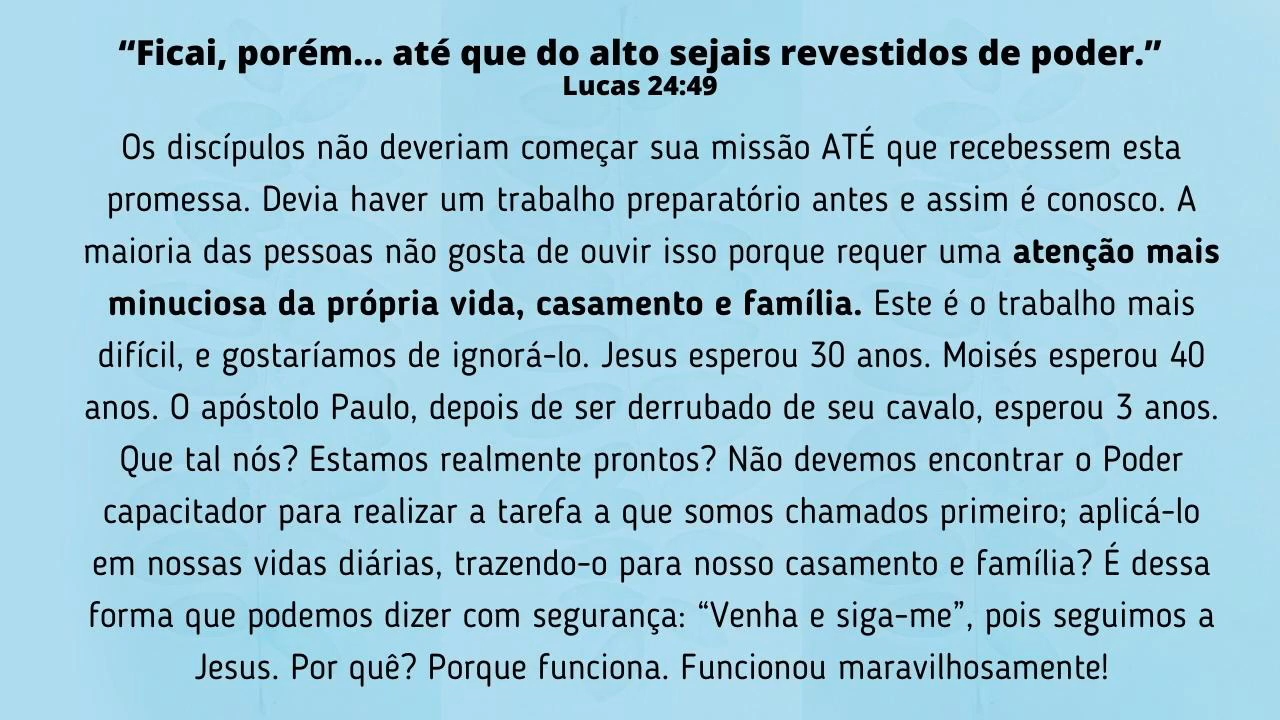 “Ficai, porém... até que do alto sejais revestidos de poder.”
Lucas 24:49
Os discípulos não deveriam começar sua missão ATÉ que recebessem esta
promessa. Devia haver um trabalho preparatório antes e assim é conosco. A
maioria das pessoas não gosta de ouvir isso porque requer uma atenção mais
minuciosa da própria vida, casamento e família. Este é o trabalho mais
difícil, e gostaríamos de ignorá-lo. Jesus esperou 30 anos. Moisés esperou 40
anos. O apóstolo Paulo, depois de ser derrubado de seu cavalo, esperou 3 anos.
Que tal nós? Estamos realmente prontos? Não devemos encontrar o Poder
capacitador para realizar a tarefa a que somos chamados primeiro; aplicá-lo
em nossas vidas diárias, trazendo-o para nosso casamento e família? É dessa
forma que podemos dizer com segurança: “Venha e siga-me”, pois seguimos a
Jesus. Por quê? Porque funciona. Funcionou maravilhosamente!